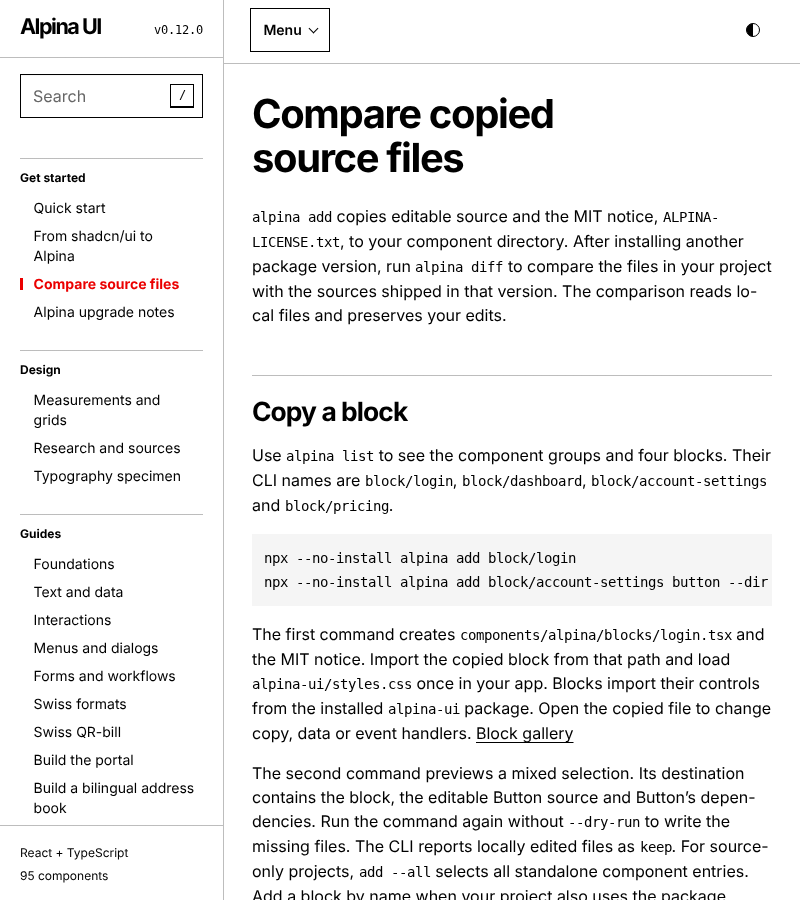 Alpina UI
v0.12.0
Search
/
Get started
Quick start
From shadcn/ui to
Alpina
Compare source files
Alpina upgrade notes
Design
Measurements and
grids
Research and sources
Typography specimen
Guides
Foundations
Text and data
Interactions
Menus and dialogs
Forms and workflows
Swiss formats
Swiss QR-bill
Build the portal
Build a bilingual address
book
React + TypeScript
95 components
Menu
Compare copied
source files
alpina add copies editable source and the MIT notice, ALPINA-
LICENSE.txt, to your component directory. After installing another
package version, run alpina diff to compare the files in your project
with the sources shipped in that version. The comparison reads lo-
cal files and preserves your edits.
Copy a block
Use alpina list to see the component groups and four blocks. Their
CLI names are block/login, block/dashboard, block/account-settings
and block/pricing.
npx --no-install alpina add block/login
npx --no-install alpina add block/account-settings button --dir
The first command creates components/alpina/blocks/login.tsx and
the MIT notice. Import the copied block from that path and load
alpina-ui/styles.css once in your app. Blocks import their controls
from the installed alpina-ui package. Open the copied file to change
copy, data or event handlers. Block gallery
The second command previews a mixed selection. Its destination
contains the block, the editable Button source and Button’s depen-
dencies. Run the command again without --dry-run to write the
missing files. The CLI reports locally edited files as keep. For source-
only projects, add --all selects all standalone component entries.
Add a block by name when your project also uses the package